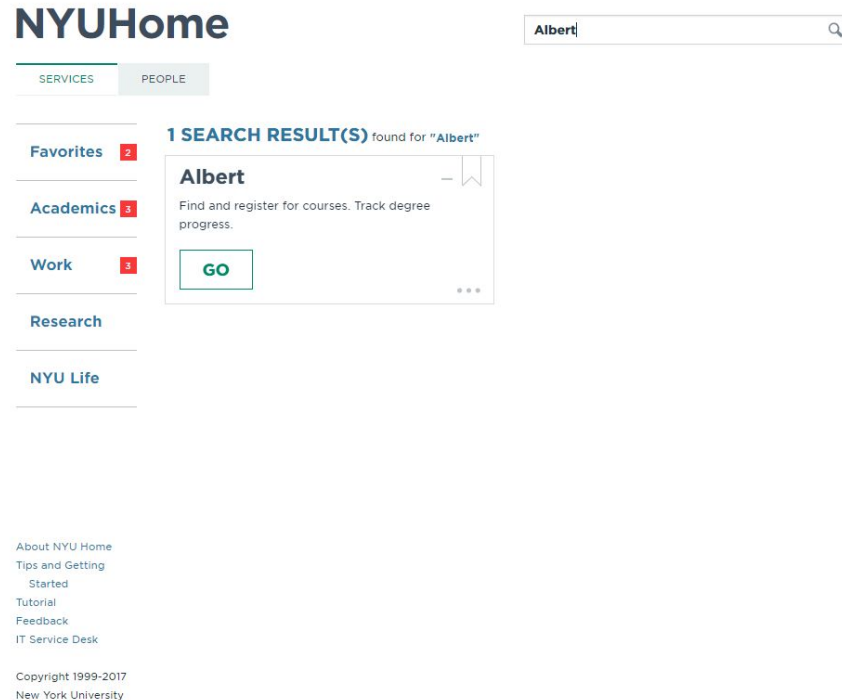 NYUHome
Albert
SERVICES PEOPLE
1 SEARCH RESULT(S) found for "Albert"
Favorites 2
Academics 3
Work 3
Research
NYU Life
Albert
Find and register for courses. Track degree
progress.
GO
About NYU Home
Tips and Getting
Started
Tutorial
Feedback
IT Service Desk
Copyright 1999-2017
New York University